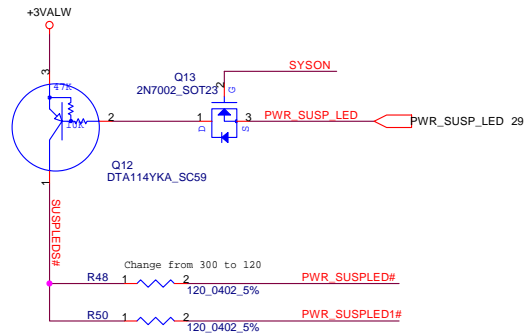 +3VALW
3
47K
10K
2
Q12
DTA114YKA_SC59
1
SUSPLEDS#
Q13
2N7002_SOT23
SYSON
2
G
1
D
S
3
PWR_SUSP_LED
PWR_SUSP_LED 29
Change from 300 to 120
R48
1
2
PWR_SUSPLED#
120_0402_5%
R50
1
2
PWR_SUSPLED1#
120_0402_5%